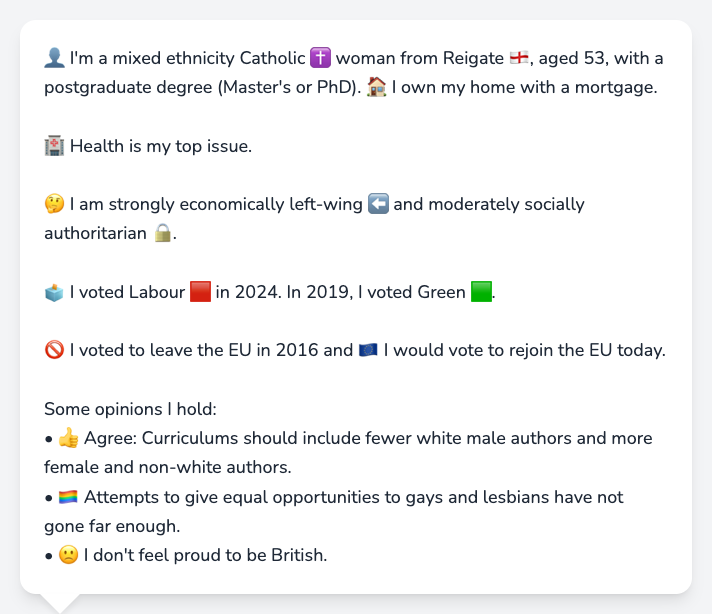 👤 I'm a mixed ethnicity Catholic ✝️ woman from Reigate 🏴󠁧󠁢󠁥󠁮󠁧󠁿, aged 53, with a
postgraduate degree (Master's or PhD). 🏠 I own my home with a mortgage.
🏥 Health is my top issue.
🤔 I am strongly economically left-wing ⬅️ and moderately socially
authoritarian 🔒.
🗳️ I voted Labour 🟥 in 2024. In 2019, I voted Green 🟩.
🚫 I voted to leave the EU in 2016 and 🇪🇺 I would vote to rejoin the EU today.
Some opinions I hold:
• 👍 Agree: Curriculums should include fewer white male authors and more
female and non-white authors.
• 🏳️‍🌈 Attempts to give equal opportunities to gays and lesbians have not
gone far enough.
• 🙁 I don't feel proud to be British.